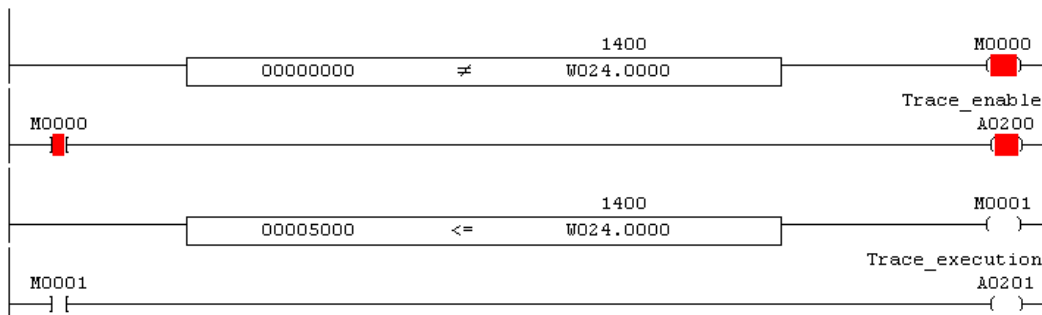 1400 M0000
00000000 ≠ W024.0000
Trace_enable
M0000 A0200
1400 M0001
00005000 <= W024.0000
Trace_execution
M0001 A0201